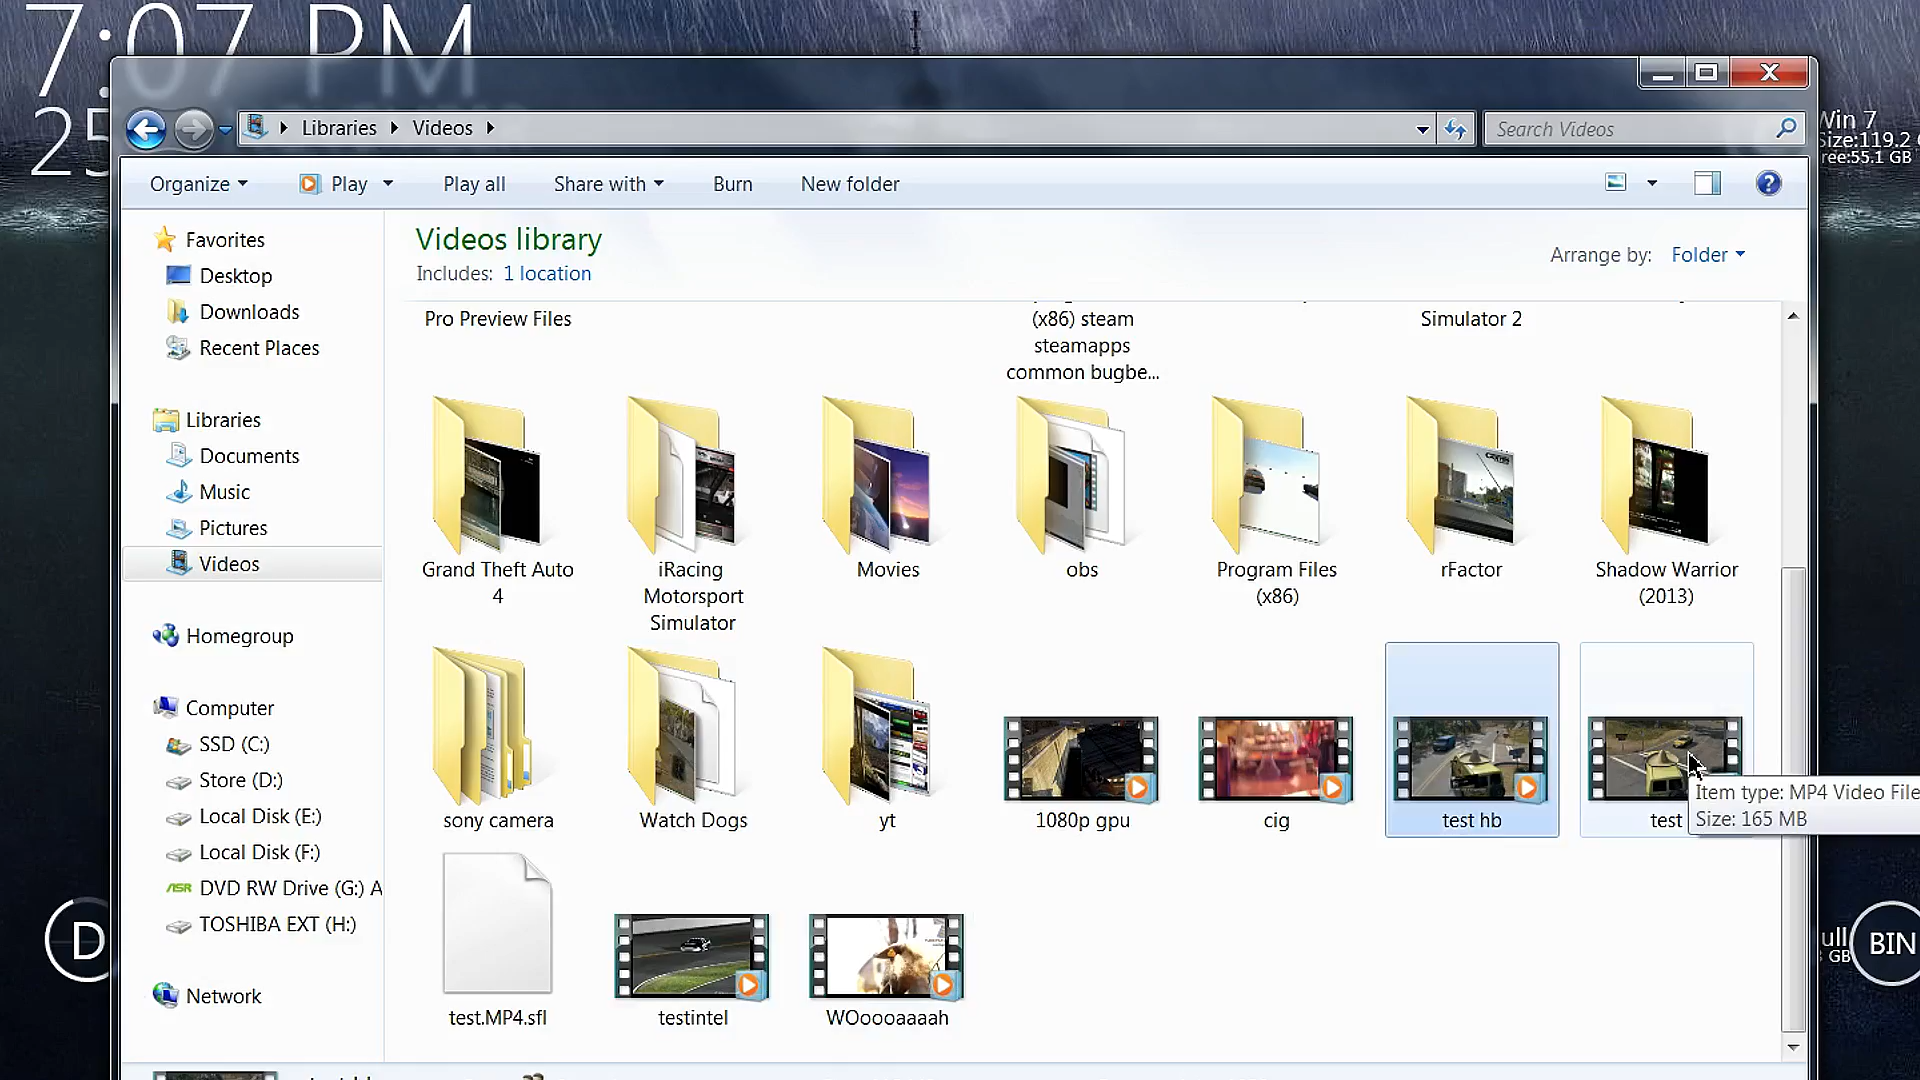 7:07 PM
25
Win 7
Size:119.2
ree:55.1 GB
Libraries
Videos
Search Videos
Organize
Play
Play all
Share with
Burn
New folder
Favorites
Desktop
Downloads
Recent Places
Libraries
Documents
Music
Pictures
Videos
Homegroup
Computer
SSD (C:)
Store (D:)
Local Disk (E:)
Local Disk (F:)
DVD RW Drive (G:) A
TOSHIBA EXT (H:)
Network
Videos library
Includes: 1 location
Arrange by: Folder
Pro Preview Files
(x86) steam
steamapps
common bugbe...
Simulator 2
Grand Theft Auto
4
iRacing
Motorsport
Simulator
Movies
obs
Program Files
(x86)
rFactor
Shadow Warrior
(2013)
sony camera
Watch Dogs
yt
1080p gpu
cig
test hb
test
Item type: MP4 Video File
Size: 165 MB
test.MP4.sfl
testintel
WOoooaaaah
D
ull
GB
BIN